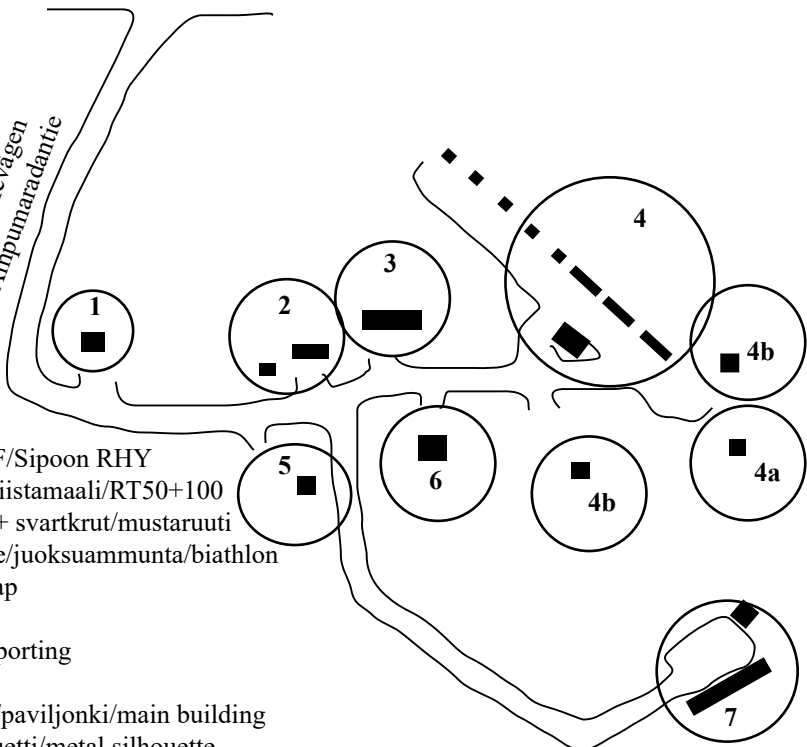 evägen
Ampumaradantie
1
2
3
4
4b
4a
4b
5
6
7
F/Sipoon RHY
iistamaali/RT50+100
+ svartkrut/mustaruuti
e/juoksuammunta/biathlon
ap
porting
/paviljonki/main building
uetti/metal silhouette